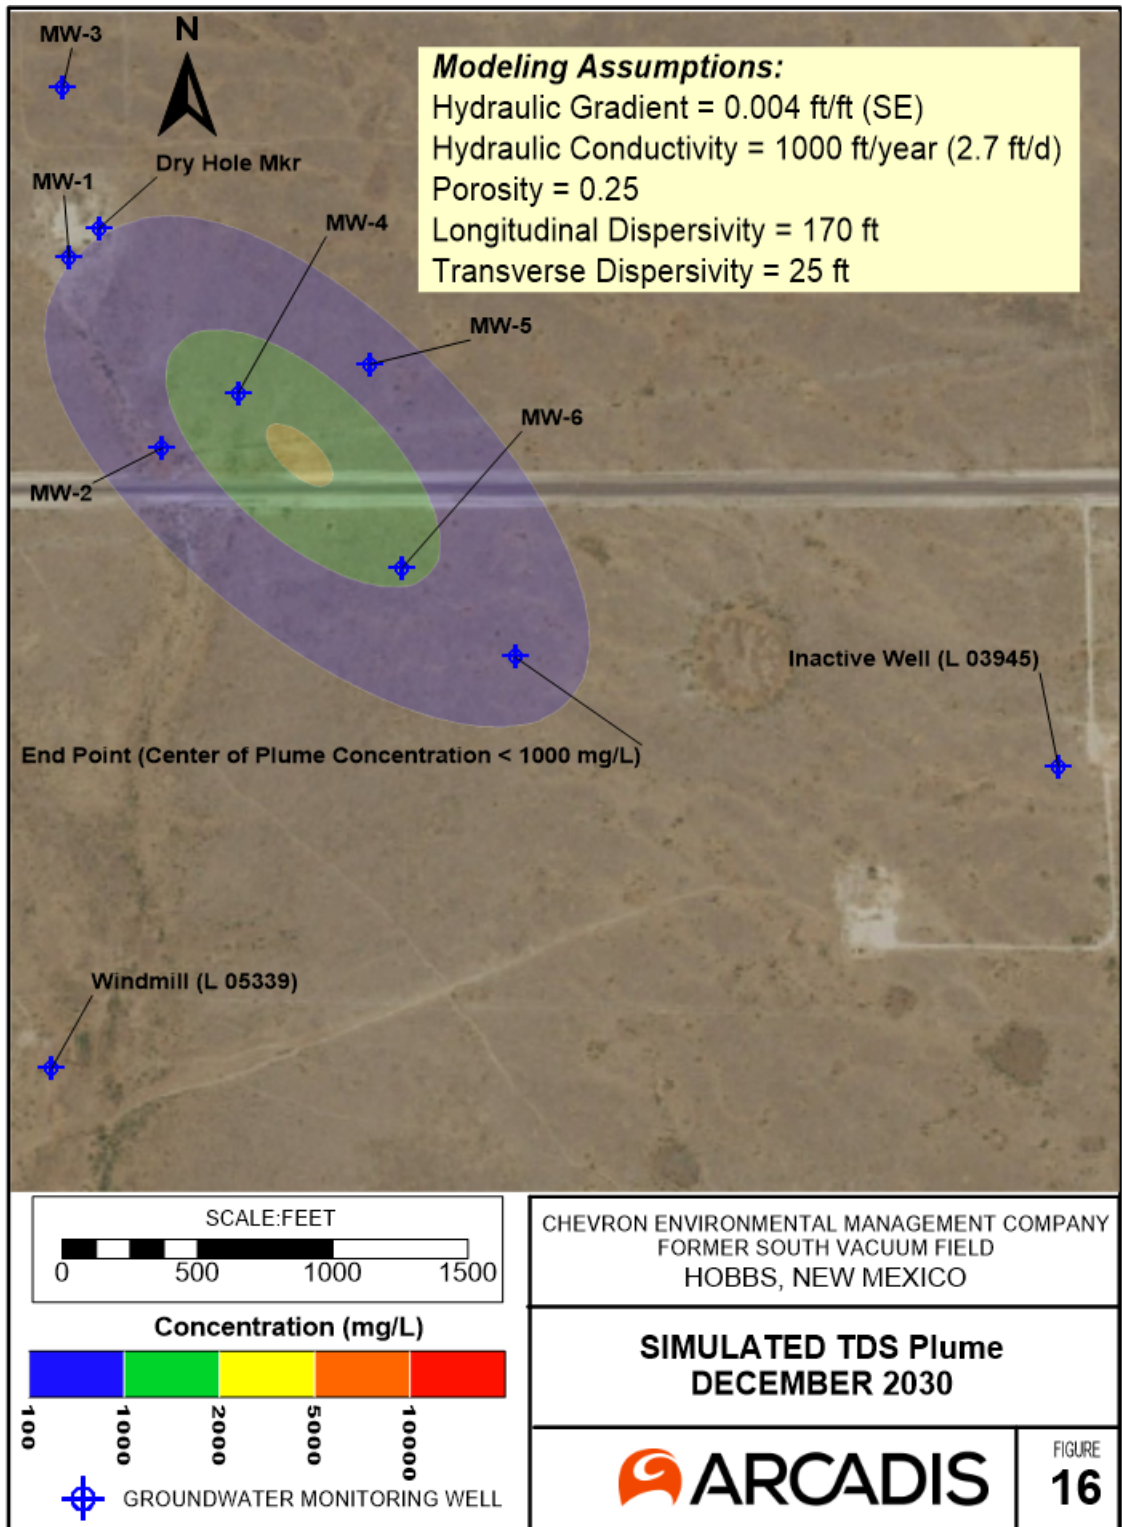 MW-3
N
Modeling Assumptions:
Hydraulic Gradient = 0.004 ft/ft (SE)
Hydraulic Conductivity = 1000 ft/year (2.7 ft/d)
Porosity = 0.25
Longitudinal Dispersivity = 170 ft
Transverse Dispersivity = 25 ft
Dry Hole Mkr
MW-1
MW-4
MW-5
MW-6
MW-2
Inactive Well (L 03945)
End Point (Center of Plume Concentration < 1000 mg/L)
Windmill (L 05339)
SCALE:FEET
0 500 1000 1500
Concentration (mg/L)
100 1000 2000 5000 10000
GROUNDWATER MONITORING WELL
CHEVRON ENVIRONMENTAL MANAGEMENT COMPANY
FORMER SOUTH VACUUM FIELD
HOBBS, NEW MEXICO
SIMULATED TDS Plume
DECEMBER 2030
ARCADIS
FIGURE
16